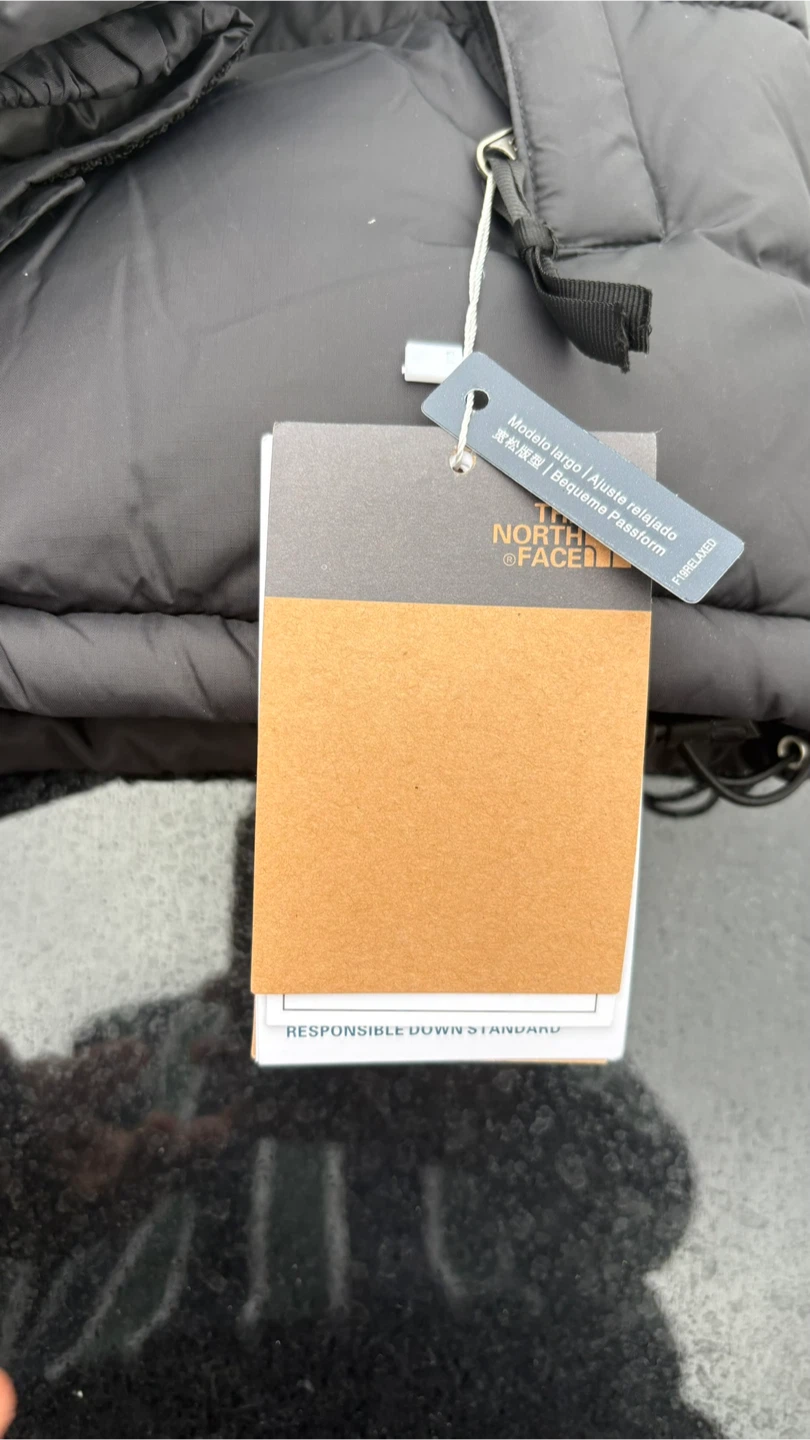 Modelo largo | Ajuste relajado
宽松版型 | Bequeme Passform
F19RELAXED
THE
NORTH
® FACE
RESPONSIBLE DOWN STANDARD